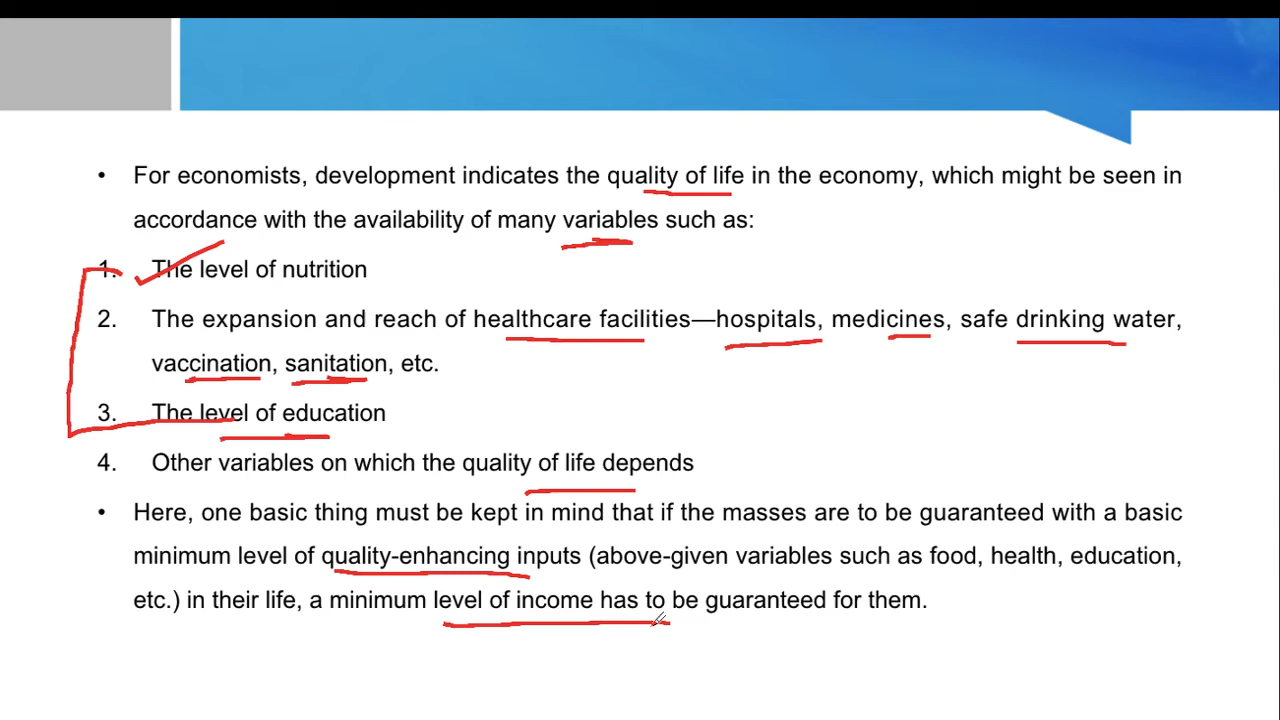 • For economists, development indicates the quality of life in the economy, which might be seen in
accordance with the availability of many variables such as:
1. The level of nutrition
2. The expansion and reach of healthcare facilities—hospitals, medicines, safe drinking water,
vaccination, sanitation, etc.
3. The level of education
4. Other variables on which the quality of life depends
• Here, one basic thing must be kept in mind that if the masses are to be guaranteed with a basic
minimum level of quality-enhancing inputs (above-given variables such as food, health, education,
etc.) in their life, a minimum level of income has to be guaranteed for them.